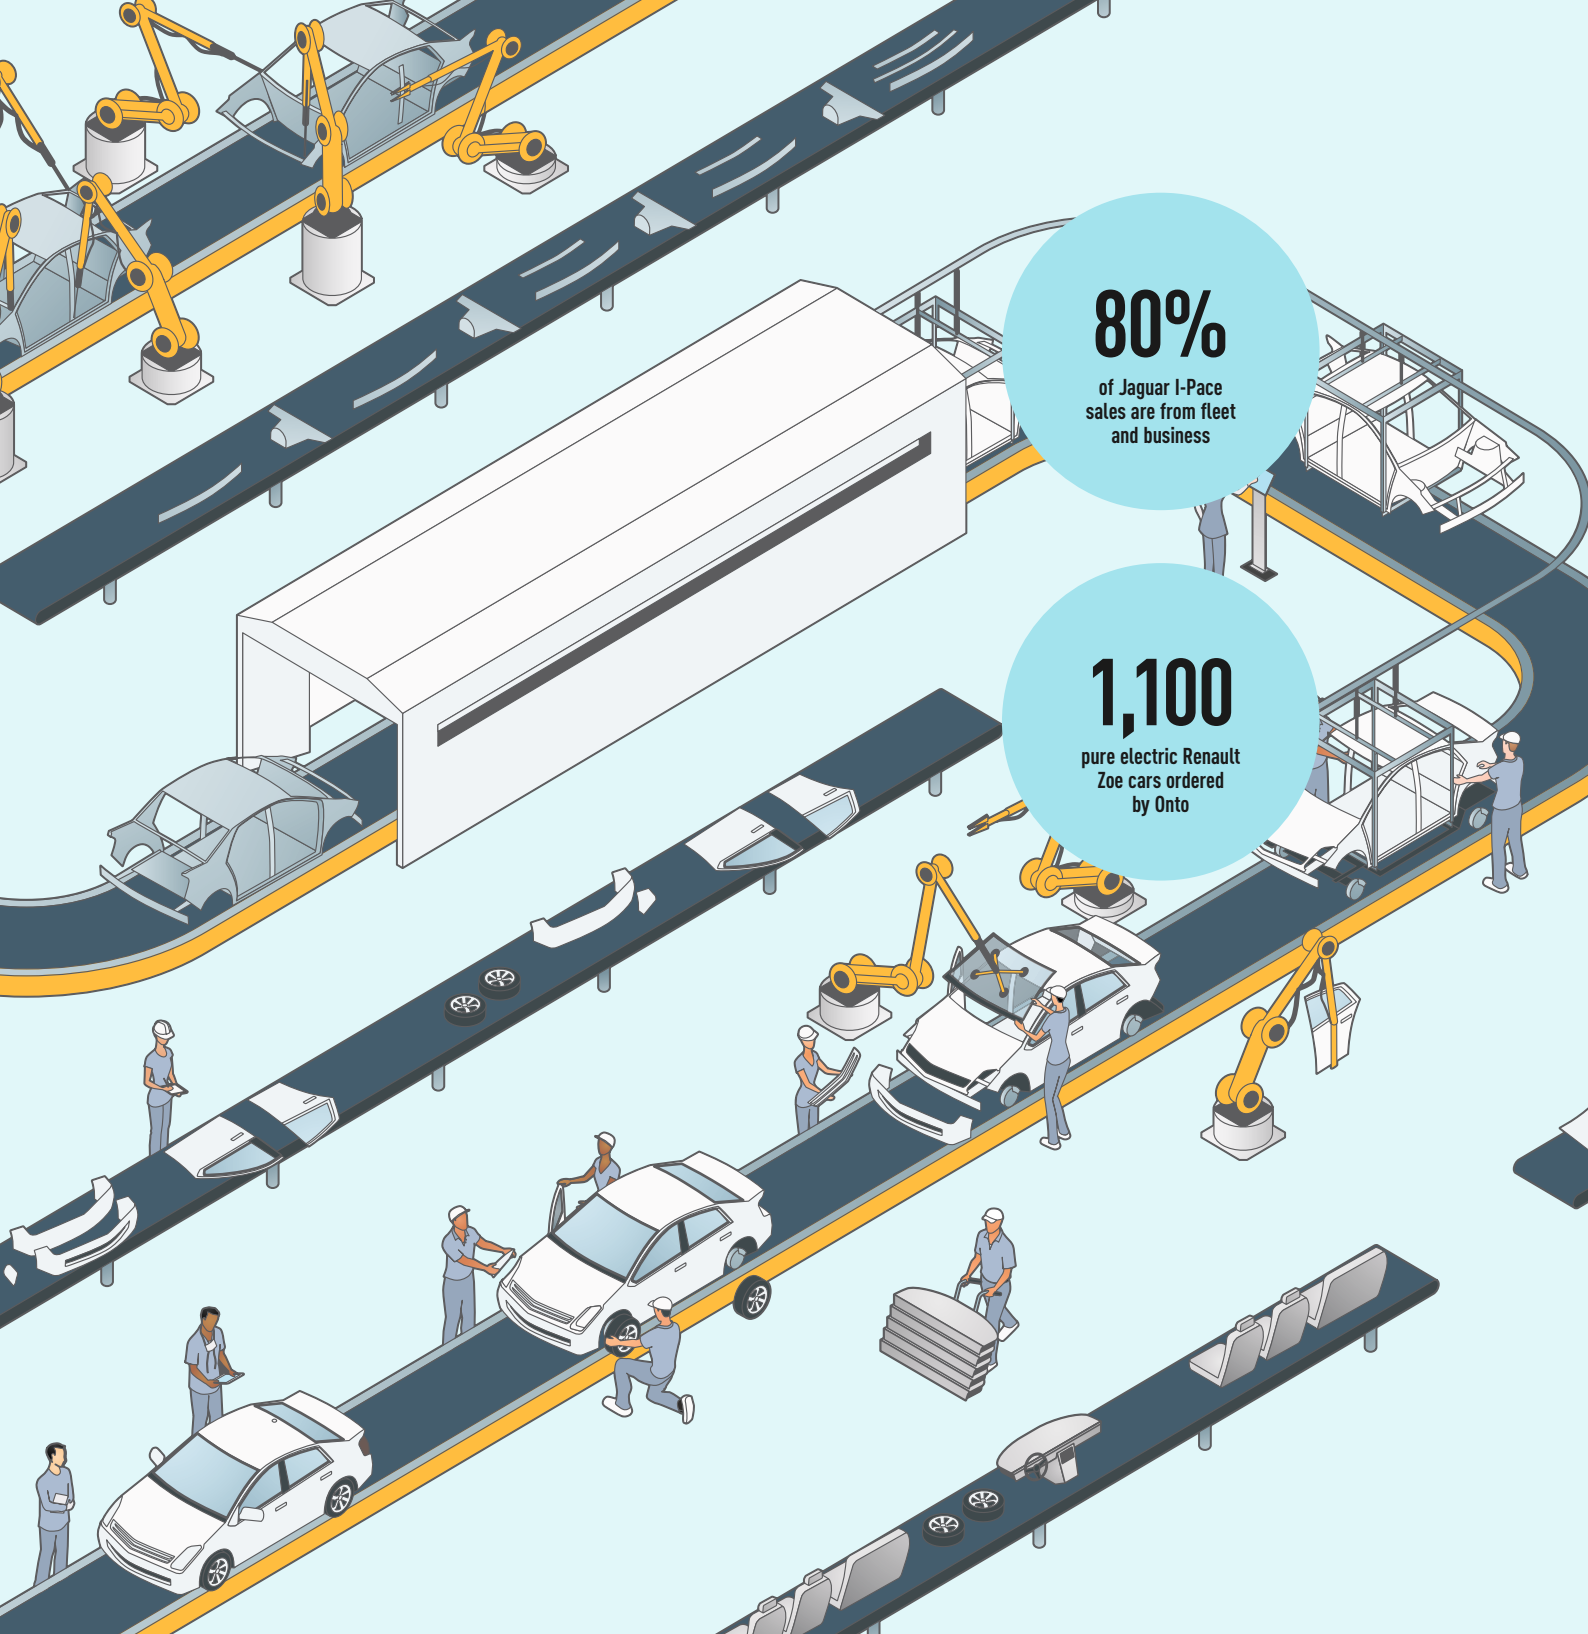 80%
of Jaguar I-Pace
sales are from fleet
and business
1,100
pure electric Renault
Zoe cars ordered
by Onto